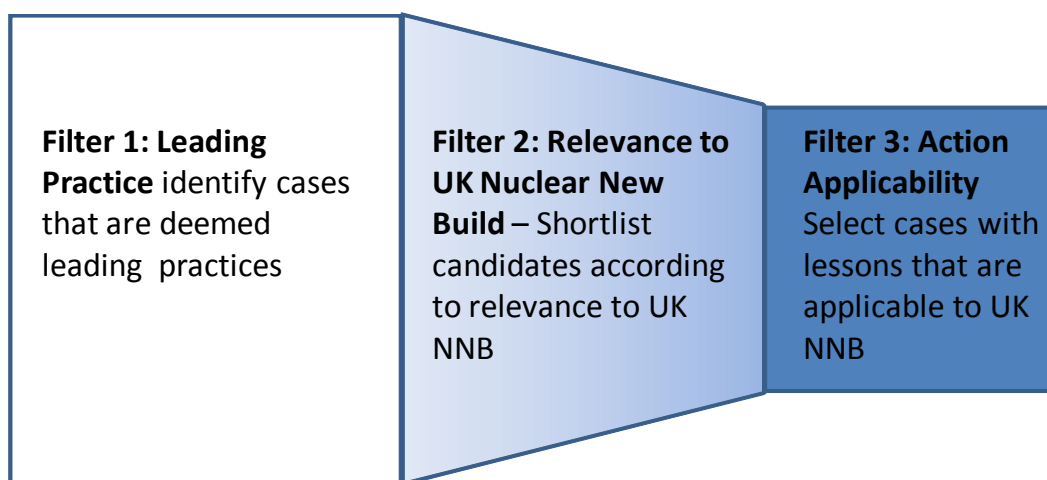 Filter 1: Leading
Practice identify cases
that are deemed
leading practices
Filter 2: Relevance to
UK Nuclear New
Build – Shortlist
candidates according
to relevance to UK
NNB
Filter 3: Action
Applicability
Select cases with
lessons that are
applicable to UK
NNB